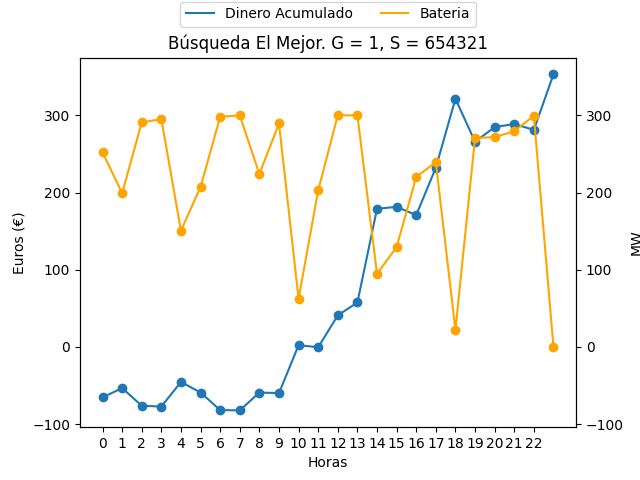 Dinero Acumulado Bateria
Búsqueda El Mejor. G = 1, S = 654321
300 300
200 200
100 100
0 0
−100 −100
Euros (€)
MW
0 1 2 3 4 5 6 7 8 9 10 11 12 13 14 15 16 17 18 19 20 21 22
Horas